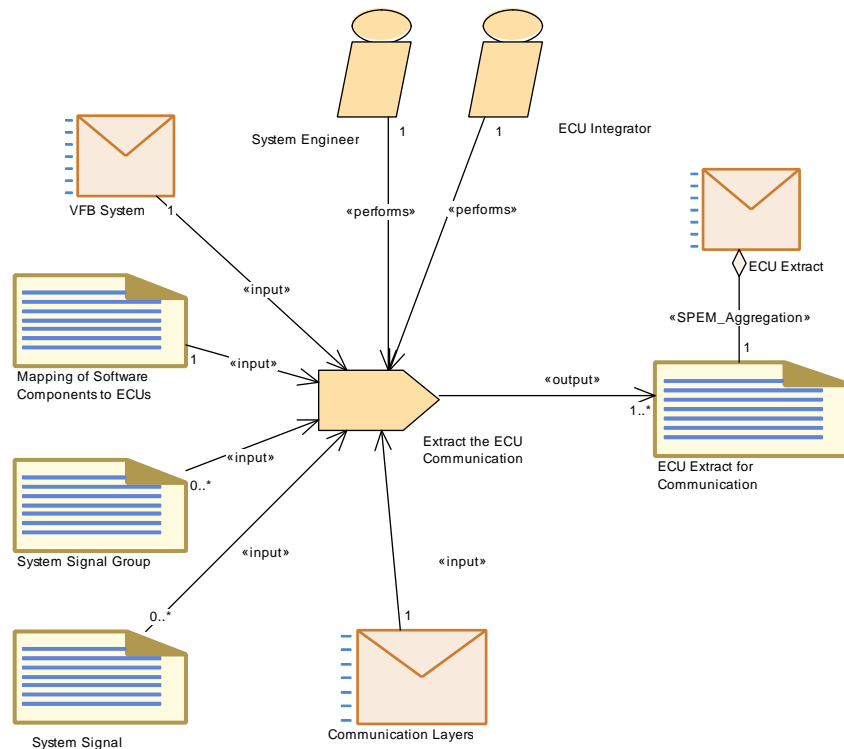 System Engineer
1
1
ECU Integrator
VFB System
1
«performs»
«performs»
ECU Extract
«input»
«SPEM_Aggregation»
1
Mapping of Software
Components to ECUs
1
«input»
«output»
1..*
Extract the ECU
Communication
ECU Extract for
Communication
«input»
0..*
System Signal Group
«input»
«input»
0..*
1
System Signal
Communication Layers